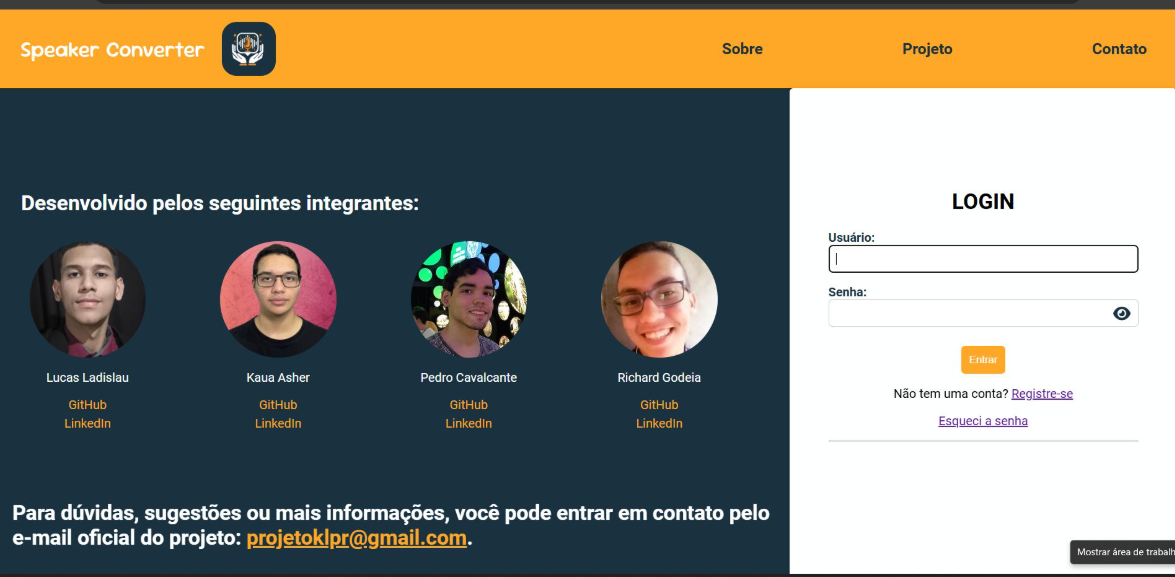 Speaker Converter
Sobre
Projeto
Contato
Desenvolvido pelos seguintes integrantes:
Lucas Ladislau
GitHub
LinkedIn
Kaua Asher
GitHub
LinkedIn
Pedro Cavalcante
GitHub
LinkedIn
Richard Godeia
GitHub
LinkedIn
Para dúvidas, sugestões ou mais informações, você pode entrar em contato pelo
e-mail oficial do projeto: projetoklpr@gmail.com.
LOGIN
Usuário:
Senha:
Entrar
Não tem uma conta? Registre-se
Esqueci a senha
Mostrar área de trabalh